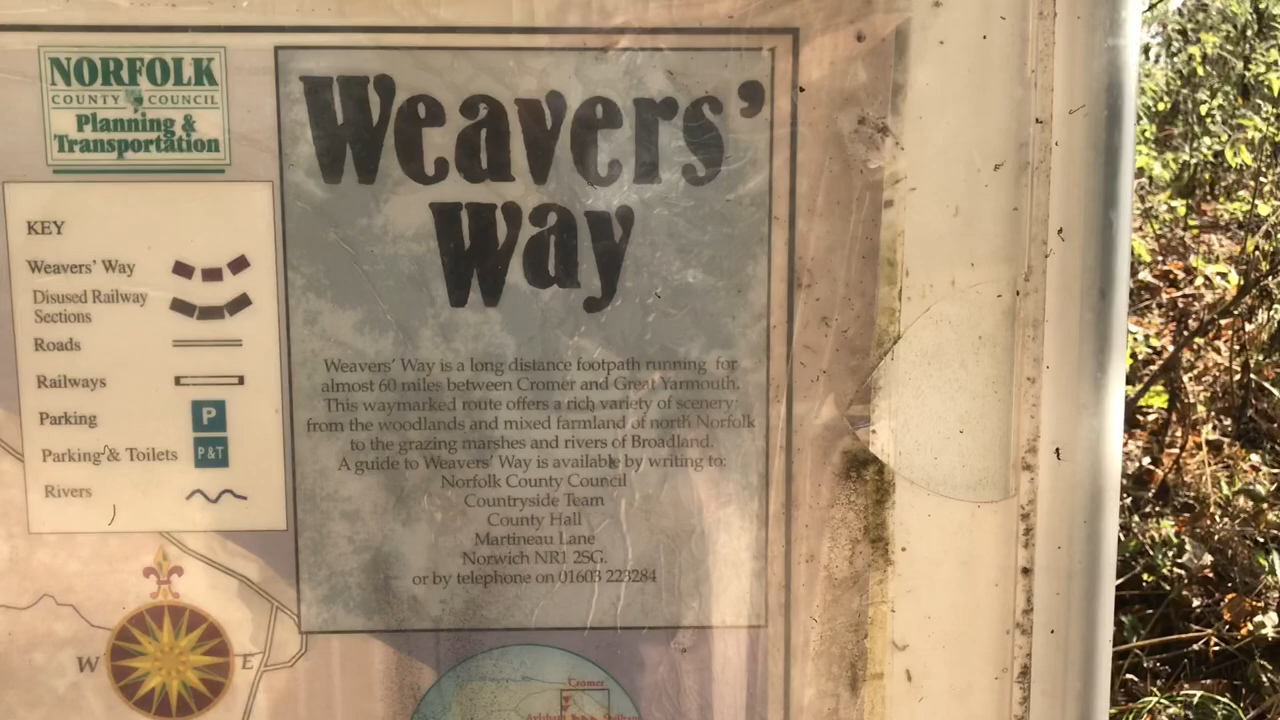 NORFOLK
COUNTY COUNCIL
Planning &
Transportation
KEY
Weavers' Way
Disused Railway
Sections
Roads
Railways
Parking
P
Parking & Toilets
P&T
Rivers
W
E
Weavers'
Way
Weavers' Way is a long distance footpath running for
almost 60 miles between Cromer and Great Yarmouth.
This waymarked route offers a rich variety of scenery:
from the woodlands and mixed farmland of north Norfolk
to the grazing marshes and rivers of Broadland.
A guide to Weavers' Way is available by writing to:
Norfolk County Council
Countryside Team
County Hall
Martineau Lane
Norwich NR1 2SG.
or by telephone on 01603 223284
Cromer